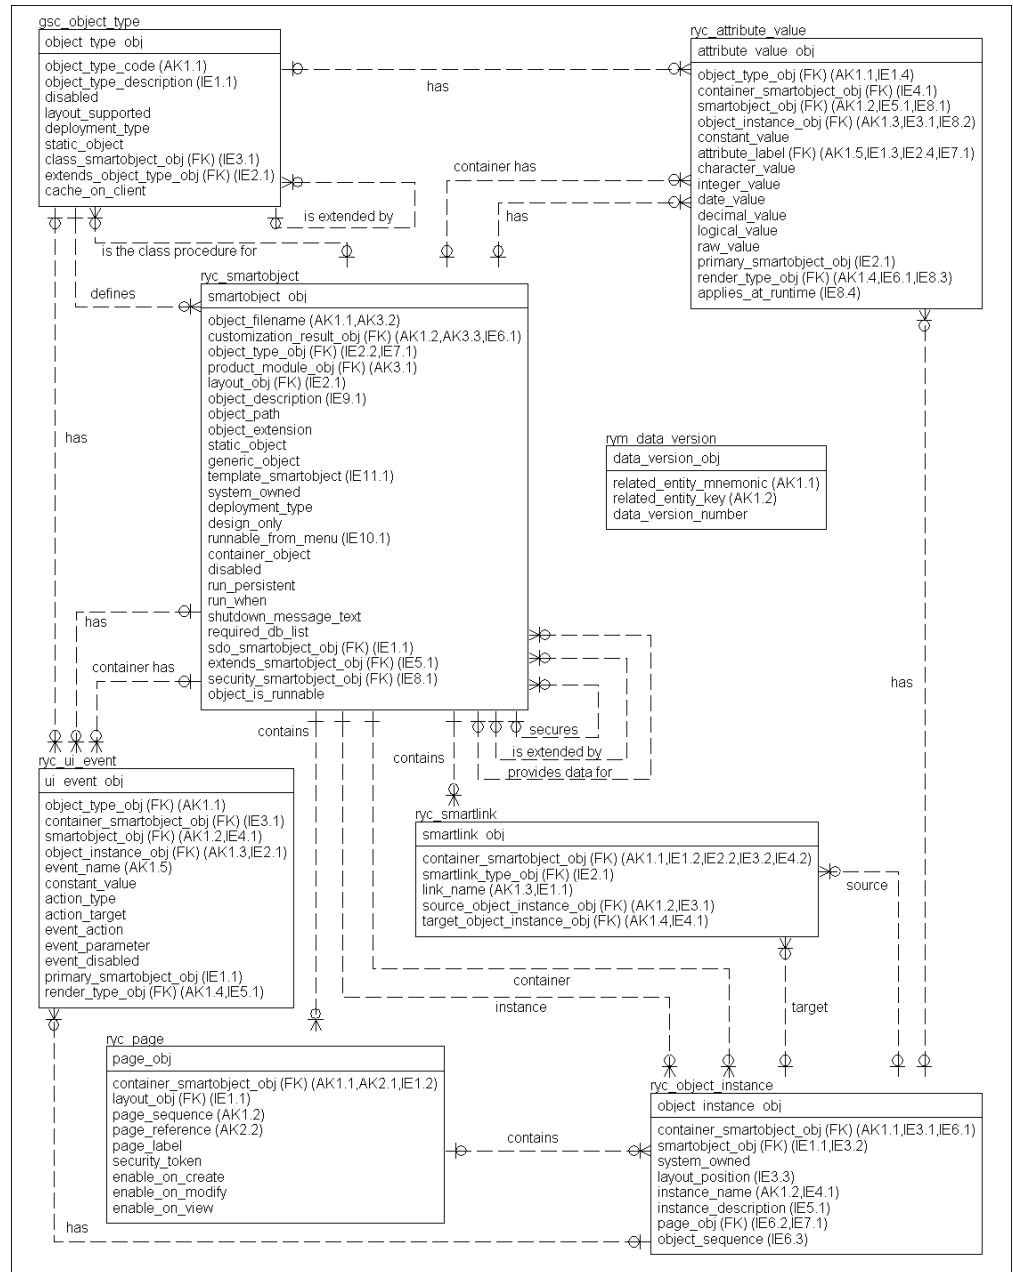 gsc_object_type
object_type_obj
object_type_code (AK1.1)
object_type_description (IE1.1)
disabled
layout_supported
deployment_type
static_object
class_smartobject_obj (FK) (IE3.1)
extends_object_type_obj (FK) (IE2.1)
cache_on_client
ryc_attribute_value
attribute_value_obj
object_type_obj (FK) (AK1.1,IE1.4)
container_smartobject_obj (FK) (IE4.1)
smartobject_obj (FK) (AK1.2,IE5.1,IE8.1)
object_instance_obj (FK) (AK1.3,IE3.1,IE8.2)
constant_value
attribute_label (FK) (AK1.5,IE1.3,IE2.4,IE7.1)
character_value
integer_value
date_value
decimal_value
logical_value
raw_value
primary_smartobject_obj (IE2.1)
render_type_obj (FK) (AK1.4,IE6.1,IE8.3)
applies_at_runtime (IE8.4)
has
container has
has
is extended by
is the class procedure for
defines
has
ryc_smartobject
smartobject_obj
object_filename (AK1.1,AK3.2)
customization_result_obj (FK) (AK1.2,AK3.3,IE6.1)
object_type_obj (FK) (IE2.2,IE7.1)
product_module_obj (FK) (AK3.1)
layout_obj (FK) (IE2.1)
object_description (IE9.1)
object_path
object_extension
static_object
generic_object
template_smartobject (IE11.1)
system_owned
deployment_type
design_only
runnable_from_menu (IE10.1)
container_object
disabled
run_persistent
run_when
shutdown_message_text
required_db_list
sdo_smartobject_obj (FK) (IE1.1)
extends_smartobject_obj (FK) (IE5.1)
security_smartobject_obj (FK) (IE8.1)
object_is_runnable
rym_data_version
data_version_obj
related_entity_mnemonic (AK1.1)
related_entity_key (AK1.2)
data_version_number
has
container has
has
contains
contains
secures
is extended by
provides data for
ryc_ui_event
ui_event_obj
object_type_obj (FK) (AK1.1)
container_smartobject_obj (FK) (IE3.1)
smartobject_obj (FK) (AK1.2,IE4.1)
object_instance_obj (FK) (AK1.3,IE2.1)
event_name (AK1.5)
constant_value
action_type
action_target
event_action
event_parameter
event_disabled
primary_smartobject_obj (IE1.1)
render_type_obj (FK) (AK1.4,IE5.1)
ryc_smartlink
smartlink_obj
container_smartobject_obj (FK) (AK1.1,IE1.2,IE2.2,IE3.2,IE4.2)
smartlink_type_obj (FK) (IE2.1)
link_name (AK1.3,IE1.1)
source_object_instance_obj (FK) (AK1.2,IE3.1)
target_object_instance_obj (FK) (AK1.4,IE4.1)
source
container
instance
target
ryc_page
page_obj
container_smartobject_obj (FK) (AK1.1,AK2.1,IE1.2)
layout_obj (FK) (IE1.1)
page_sequence (AK1.2)
page_reference (AK2.2)
page_label
security_token
enable_on_create
enable_on_modify
enable_on_view
contains
has
ryc_object_instance
object_instance_obj
container_smartobject_obj (FK) (AK1.1,IE3.1,IE6.1)
smartobject_obj (FK) (IE1.1,IE3.2)
system_owned
layout_position (IE3.3)
instance_name (AK1.2,IE4.1)
instance_description (IE5.1)
page_obj (FK) (IE6.2,IE7.1)
object_sequence (IE6.3)